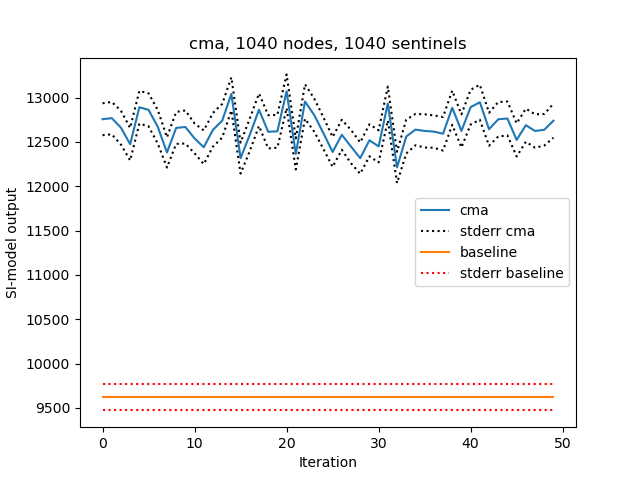 cma, 1040 nodes, 1040 sentinels
SI-model output
13000
12500
12000
11500
11000
10500
10000
9500
cma
stderr cma
baseline
stderr baseline
0 10 20 30 40 50
Iteration